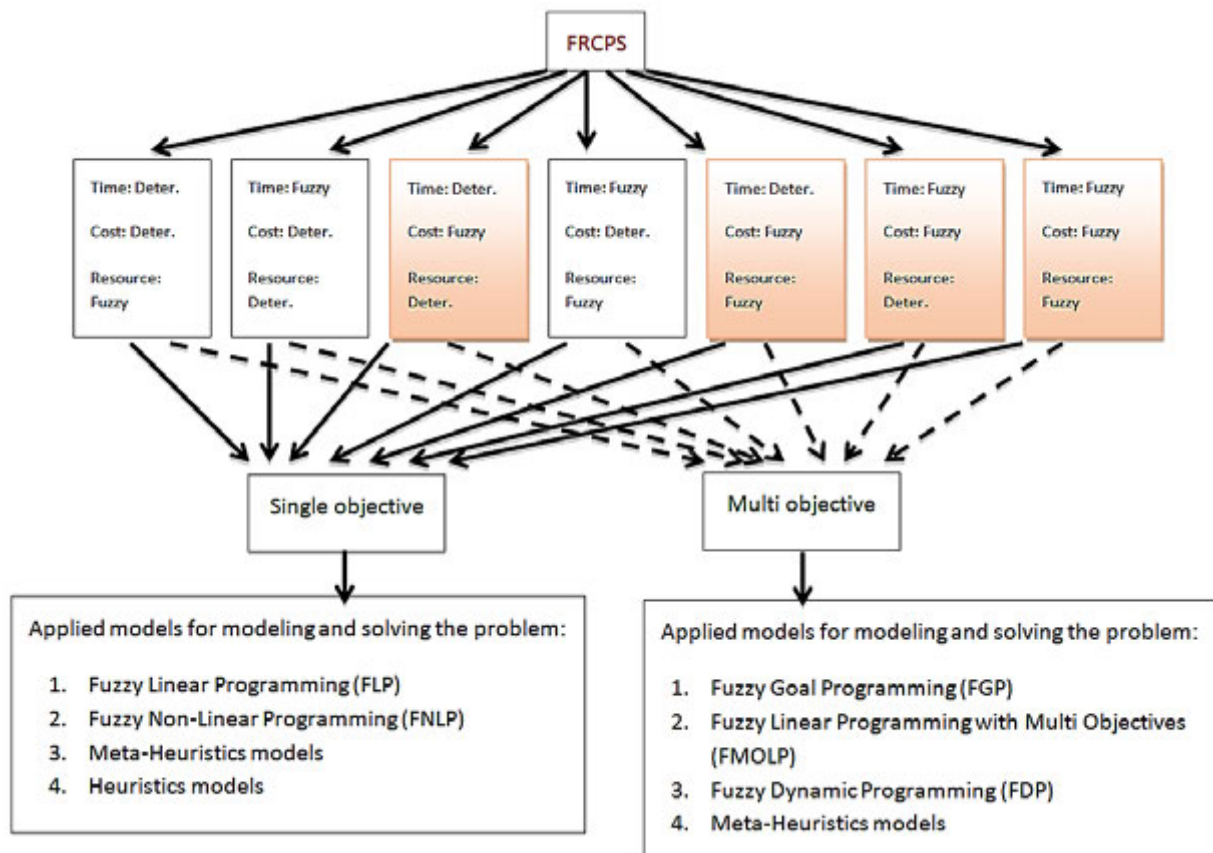 FRCPS
Time: Deter.
Cost: Deter.
Resource:
Fuzzy
Time: Fuzzy
Cost: Deter.
Resource:
Deter.
Time: Deter.
Cost: Fuzzy
Resource:
Deter.
Time: Fuzzy
Cost: Deter.
Resource:
Fuzzy
Time: Deter.
Cost: Fuzzy
Resource:
Fuzzy
Time: Fuzzy
Cost: Fuzzy
Resource:
Deter.
Time: Fuzzy
Cost: Fuzzy
Resource:
Fuzzy
Single objective
Multi objective
Applied models for modeling and solving the problem:
1. Fuzzy Linear Programming (FLP)
2. Fuzzy Non-Linear Programming (FNLP)
3. Meta-Heuristics models
4. Heuristics models
Applied models for modeling and solving the problem:
1. Fuzzy Goal Programming (FGP)
2. Fuzzy Linear Programming with Multi Objectives
(FMOLP)
3. Fuzzy Dynamic Programming (FDP)
4. Meta-Heuristics models